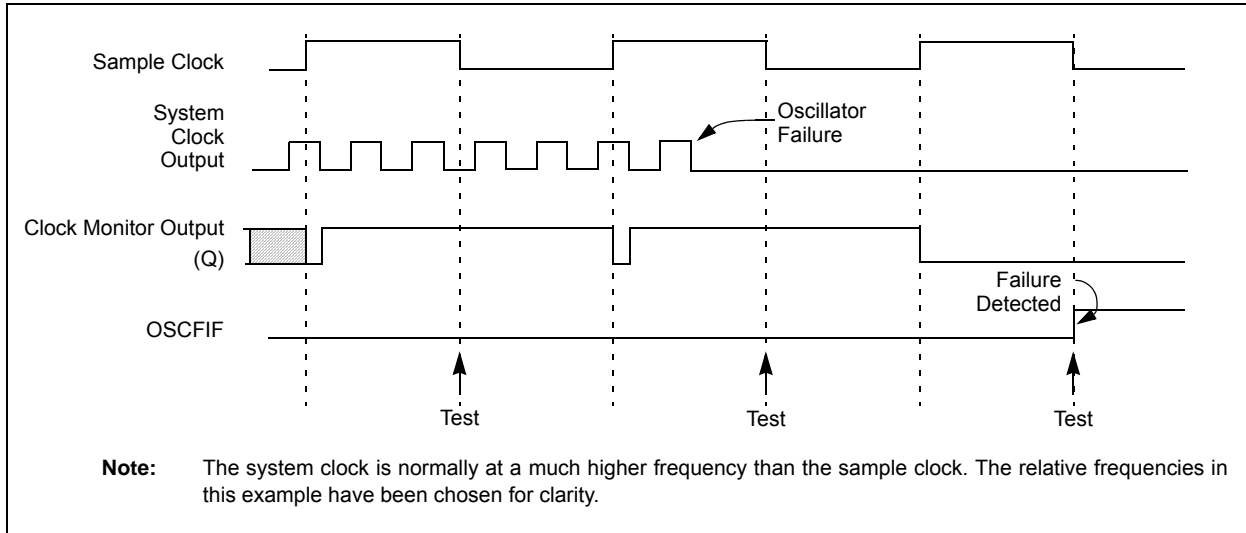 Sample Clock
System
Clock
Output
Oscillator
Failure
Clock Monitor Output
(Q)
Failure
Detected
OSCFIF
Test
Test
Test
Note: The system clock is normally at a much higher frequency than the sample clock. The relative frequencies in
this example have been chosen for clarity.